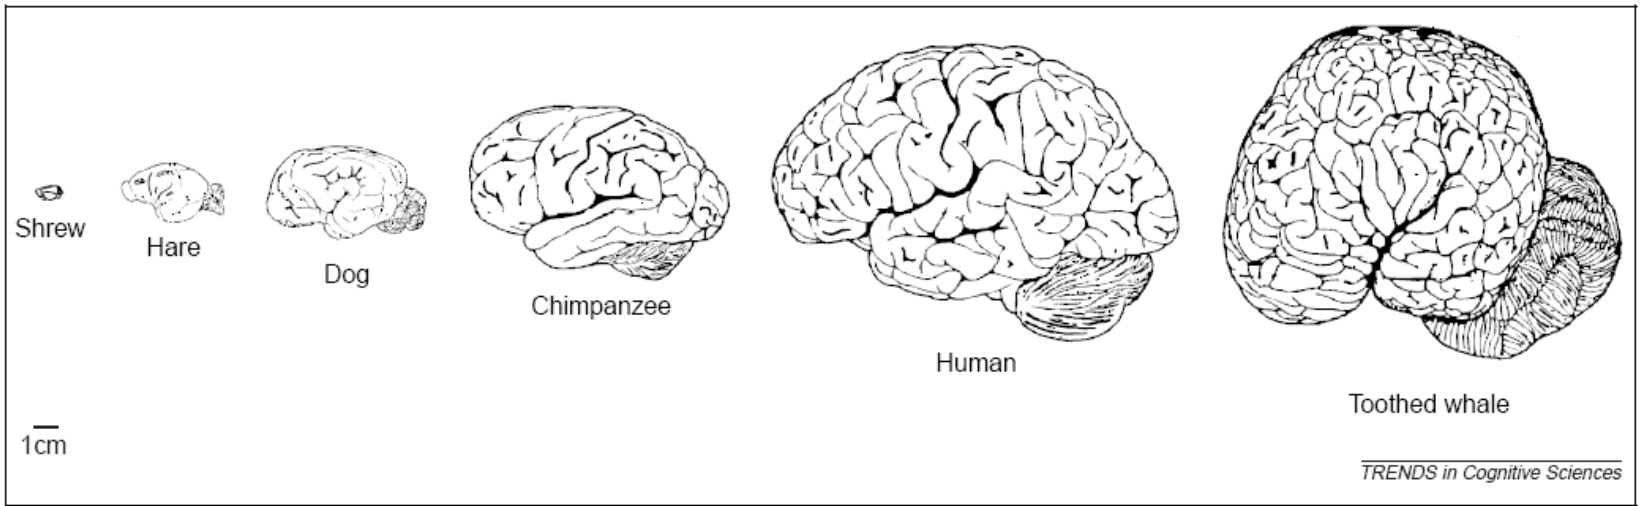 Shrew
Hare
Dog
Chimpanzee
Human
Toothed whale
1cm
TRENDS in Cognitive Sciences